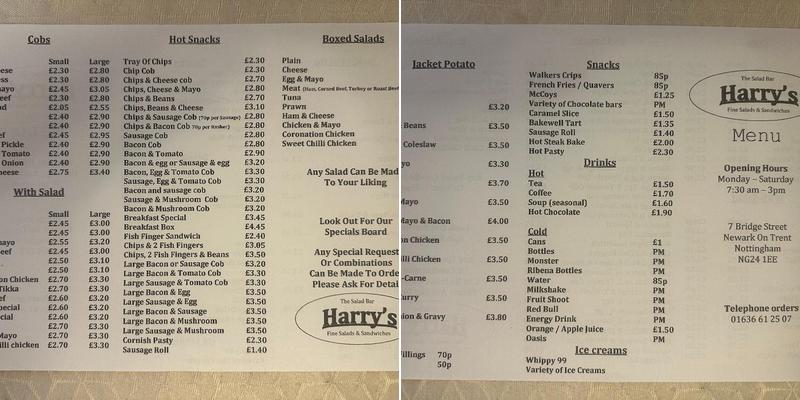 Cobs
Small Large
£2.30 £2.80
£2.30 £2.80
£2.45 £3.05
£2.30 £2.80
£2.05 £2.55
£2.40 £2.90
£2.40 £2.90
£2.45 £2.95
Pickle £2.40 £2.90
Tomato £2.40 £2.90
Onion £2.40 £2.90
£2.75 £3.40
With Salad
Small Large
£2.45 £3.00
£2.45 £3.00
£2.55 £3.20
£2.45 £3.00
£2.50 £3.10
£2.50 £3.10
Chicken £2.70 £3.30
Tikka £2.70 £3.30
£2.60 £3.20
£2.60 £3.20
£2.70 £3.30
£2.70 £3.30
chicken £2.70 £3.30
Hot Snacks
Tray Of Chips £2.30
Chip Cob £2.30
Chips & Cheese cob £2.70
Chips, Cheese & Mayo £2.80
Chips & Beans £2.70
Chips, Beans & Cheese £3.10
Chips & Sausage Cob (70p per Sausage) £2.80
Chips & Bacon Cob 70p per Rasher) £2.80
Sausage Cob £2.80
Bacon Cob £2.80
Bacon & Tomato £2.90
Bacon & egg or Sausage & egg £3.20
Bacon, Egg & Tomato Cob £3.30
Sausage, Egg & Tomato Cob £3.30
Bacon and sausage cob £3.20
Sausage & Mushroom Cob £3.20
Bacon & Mushroom Cob £3.20
Breakfast Special £3.45
Breakfast Box £4.45
Fish Finger Sandwich £2.40
Chips & 2 Fish Fingers £3.05
Chips, 2 Fish Fingers & Beans £3.50
Large Bacon or Sausage Cob £3.20
Large Bacon & Tomato Cob £3.30
Large Sausage & Tomato Cob £3.30
Large Bacon & Egg £3.50
Large Sausage & Egg £3.50
Large Bacon & Sausage £3.50
Large Bacon & Mushroom £3.50
Large Sausage & Mushroom £3.50
Cornish Pasty £2.30
Sausage Roll £1.40
Boxed Salads
Plain
Cheese
Egg & Mayo
Meat (Ham, Corned Beef, Turkey or Roast Beef
Tuna
Prawn
Ham & Cheese
Chicken & Mayo
Coronation Chicken
Sweet Chilli Chicken
Any Salad Can Be Mad
To Your Liking
Look Out For Our
Specials Board
Any Special Request
Or Combinations
Can Be Made To Orde
Please Ask For Detai
The Salad Bar
Harry's
Fine Salads & Sandwiches
Jacket Potato
£3.20
Beans £3.50
Coleslaw £3.50
£3.30
£3.70
£3.50
Mayo & Bacon £4.00
Chicken £3.50
Chicken £3.50
-Carne £3.50
£3.50
& Gravy £3.80
70p
50p
Snacks
Walkers Crips 85p
French Fries / Quavers 85p
McCoys £1.25
Variety of Chocolate bars PM
Caramel Slice £1.50
Bakewell Tart £1.35
Sausage Roll £1.40
Hot Steak Bake £2.00
Hot Pasty £2.30
Drinks
Hot
Tea £1.50
Coffee £1.70
Soup (seasonal) £1.60
Hot Chocolate £1.90
Cold
Cans £1
Bottles PM
Monster PM
Ribena Bottles PM
Water 85p
Milkshake PM
Fruit Shoot PM
Red Bull PM
Energy Drink PM
Orange / Apple Juice £1.50
Oasis PM
Ice creams
Whippy 99
Variety of Ice Creams
The Salad Bar
Harry's
Fine Salads & Sandwiches
Menu
Opening Hours
Monday – Saturday
7:30 am – 3pm
7 Bridge Street
Newark On Trent
Nottingham
NG24 1EE
Telephone orders
01636 61 25 07